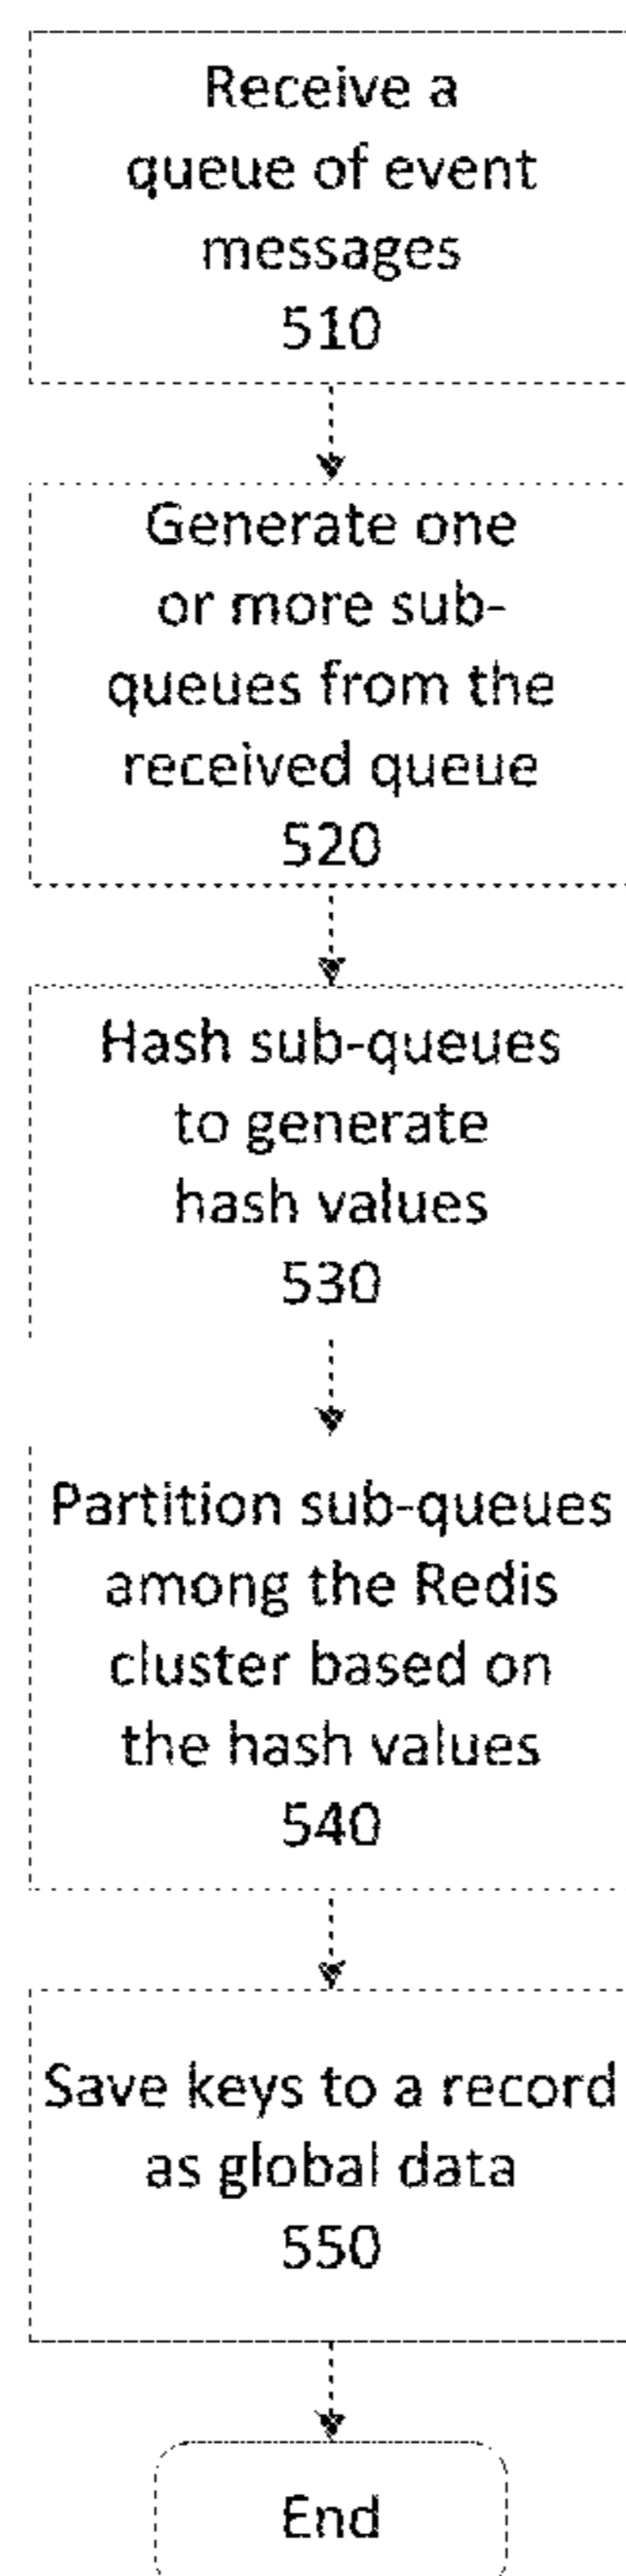 Receive a
queue of event
messages
510
Generate one
or more sub-
queues from the
received queue
520
Hash sub-queues
to generate
hash values
530
Partition sub-queues
among the Redis
cluster based on
the hash values
540
Save keys to a record
as global data
550
End